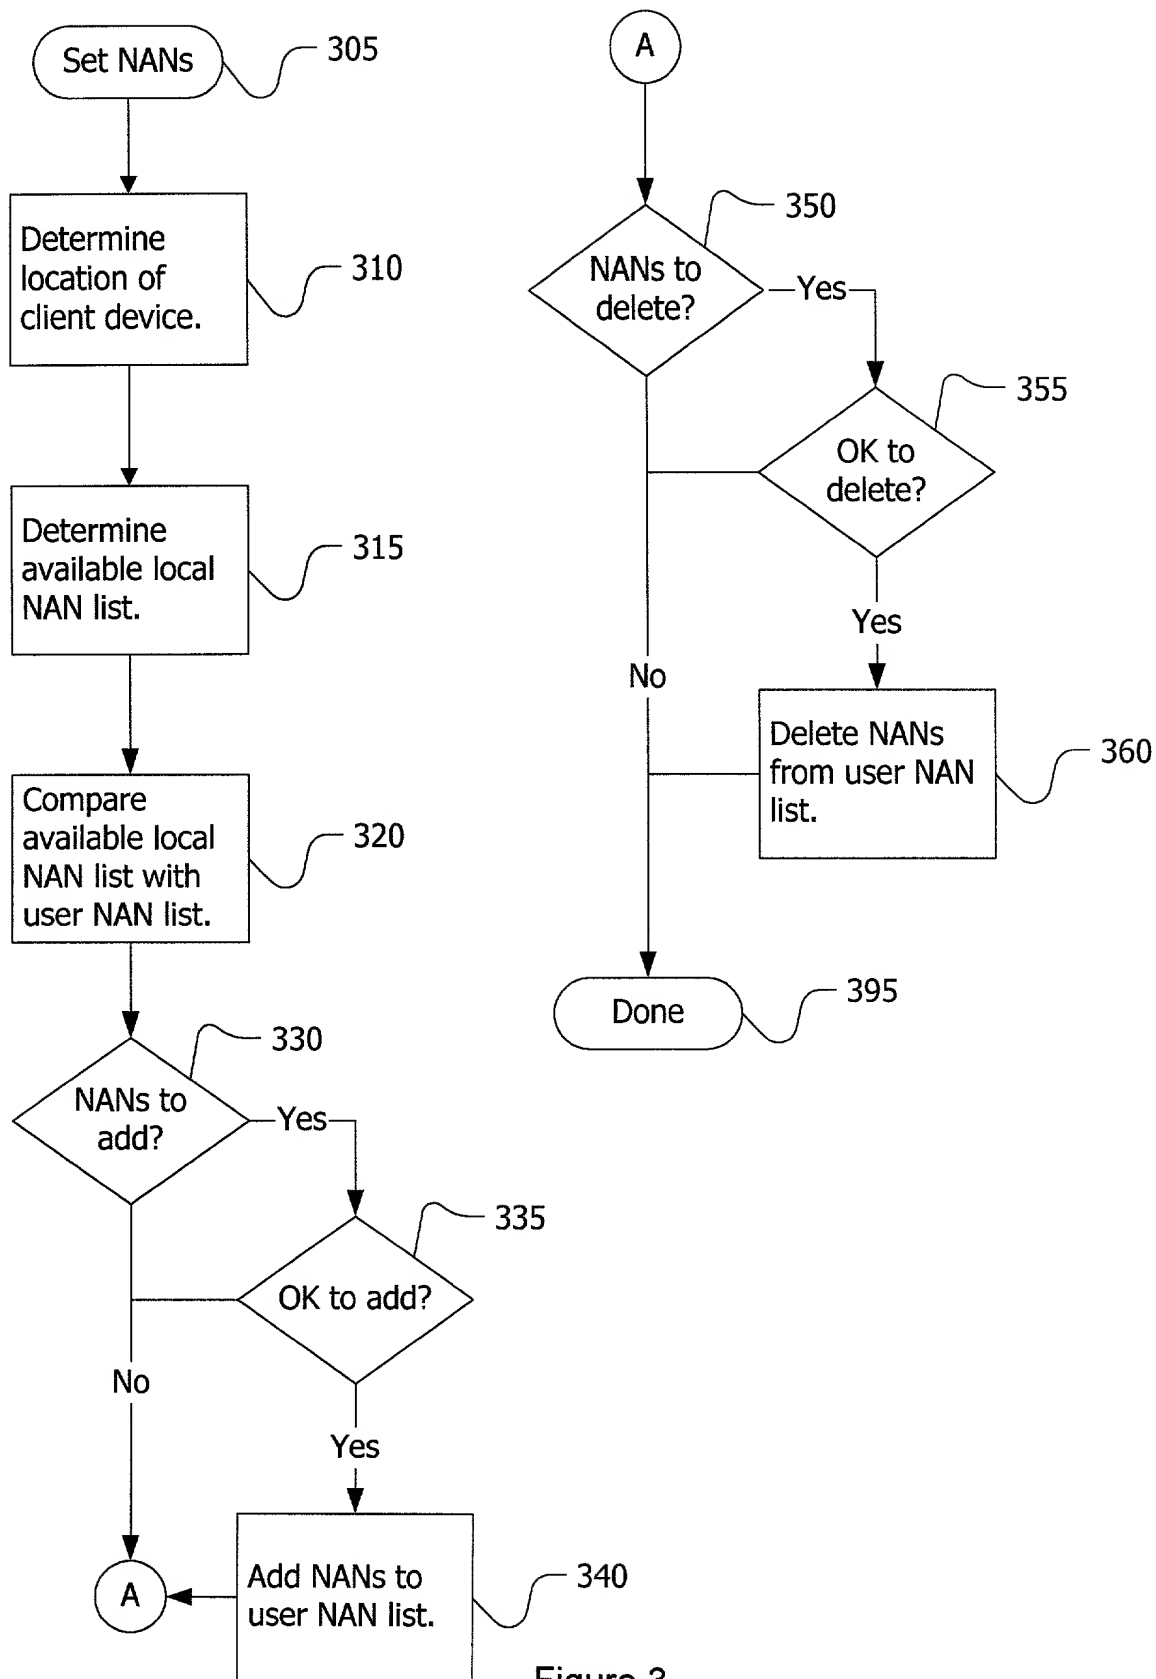 Set NANs
305
Determine
location of
client device.
310
Determine
available local
NAN list.
315
Compare
available local
NAN list with
user NAN list.
320
NANs to
add?
330
Yes
OK to add?
335
No
Yes
A
Add NANs to
user NAN list.
340
A
NANs to
delete?
350
Yes
OK to
delete?
355
Yes
No
Delete NANs
from user NAN
list.
360
Done
395
Figure 3